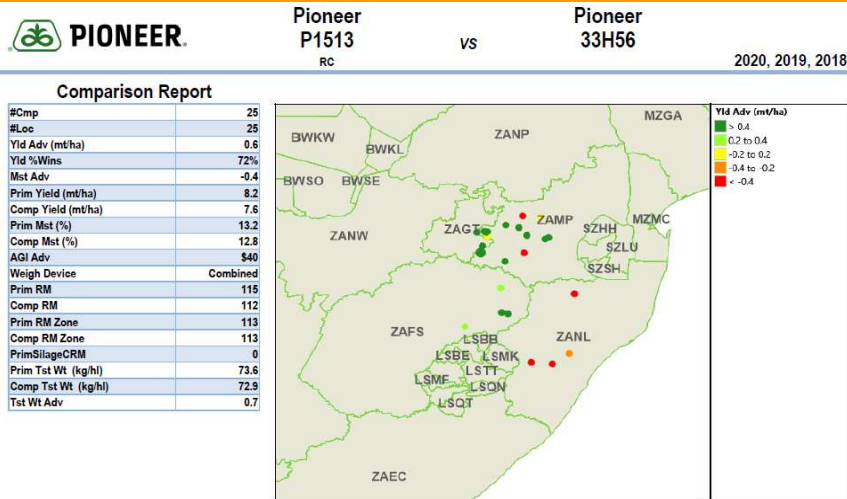 PIONEER.
Pioneer
P1513
RC
VS
Pioneer
33H56
2020, 2019, 2018
Comparison Report
#Cmp 25
#Loc 25
Yld Adv (mt/ha) 0.6
Yld %Wins 72%
Mst Adv -0.4
Prim Yield (mt/ha) 8.2
Comp Yield (mt/ha) 7.6
Prim Mst (%) 13.2
Comp Mst (%) 12.8
AGI Adv $40
Weigh Device Combined
Prim RM 115
Comp RM 112
Prim RM Zone 113
Comp RM Zone 113
PrimSilageCRM 0
Prim Tst Wt (kg/hl) 73.6
Comp Tst Wt (kg/hl) 72.9
Tst Wt Adv 0.7
MZGA
BWKW
ZANP
BWKL
BWSO BWSE
ZANW
ZAGT
ZAMP
SZHH
MZMC
SZLU
SZSH
ZAFS
ZANL
LSBB
LSBE
LSMK
LSTT
LSMF
LSQN
LSQT
ZAEC
Yld Adv (mt/ha)
> 0.4
0.2 to 0.4
-0.2 to 0.2
-0.4 to -0.2
< -0.4